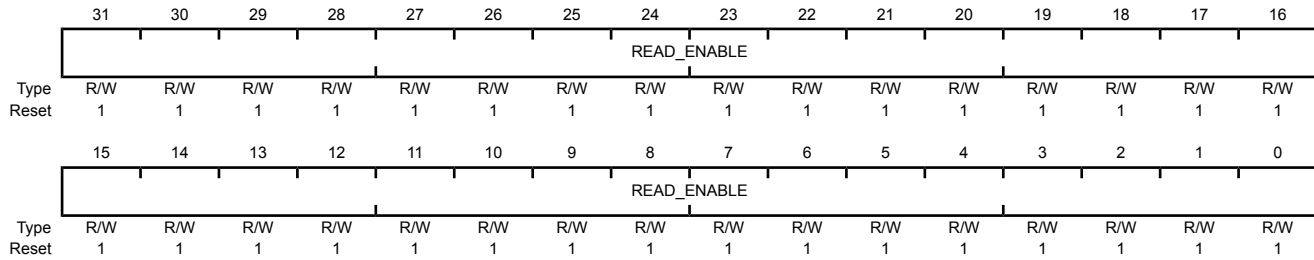 31 30 29 28 27 26 25 24 23 22 21 20 19 18 17 16
READ_ENABLE
Type R/W R/W R/W R/W R/W R/W R/W R/W R/W R/W R/W R/W R/W R/W R/W R/W
Reset 1 1 1 1 1 1 1 1 1 1 1 1 1 1 1 1
15 14 13 12 11 10 9 8 7 6 5 4 3 2 1 0
READ_ENABLE
Type R/W R/W R/W R/W R/W R/W R/W R/W R/W R/W R/W R/W R/W R/W R/W R/W
Reset 1 1 1 1 1 1 1 1 1 1 1 1 1 1 1 1